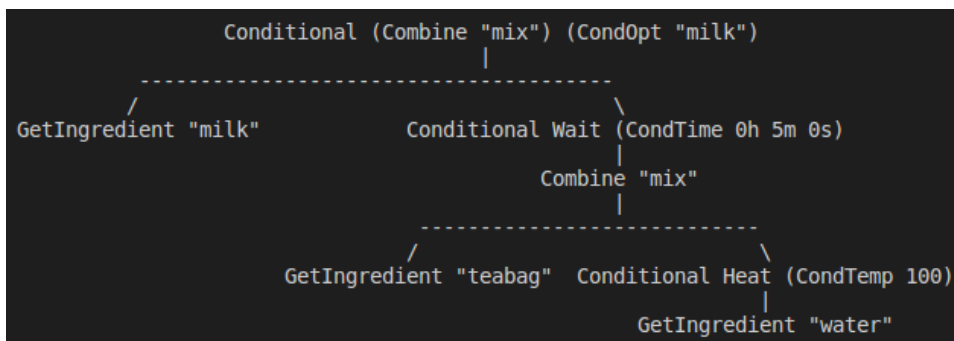 Conditional (Combine "mix") (CondOpt "milk")
|
---------------------------------------
/ \
GetIngredient "milk" Conditional Wait (CondTime 0h 5m 0s)
|
Combine "mix"
|
----------------------------
/ \
GetIngredient "teabag" Conditional Heat (CondTemp 100)
|
GetIngredient "water"